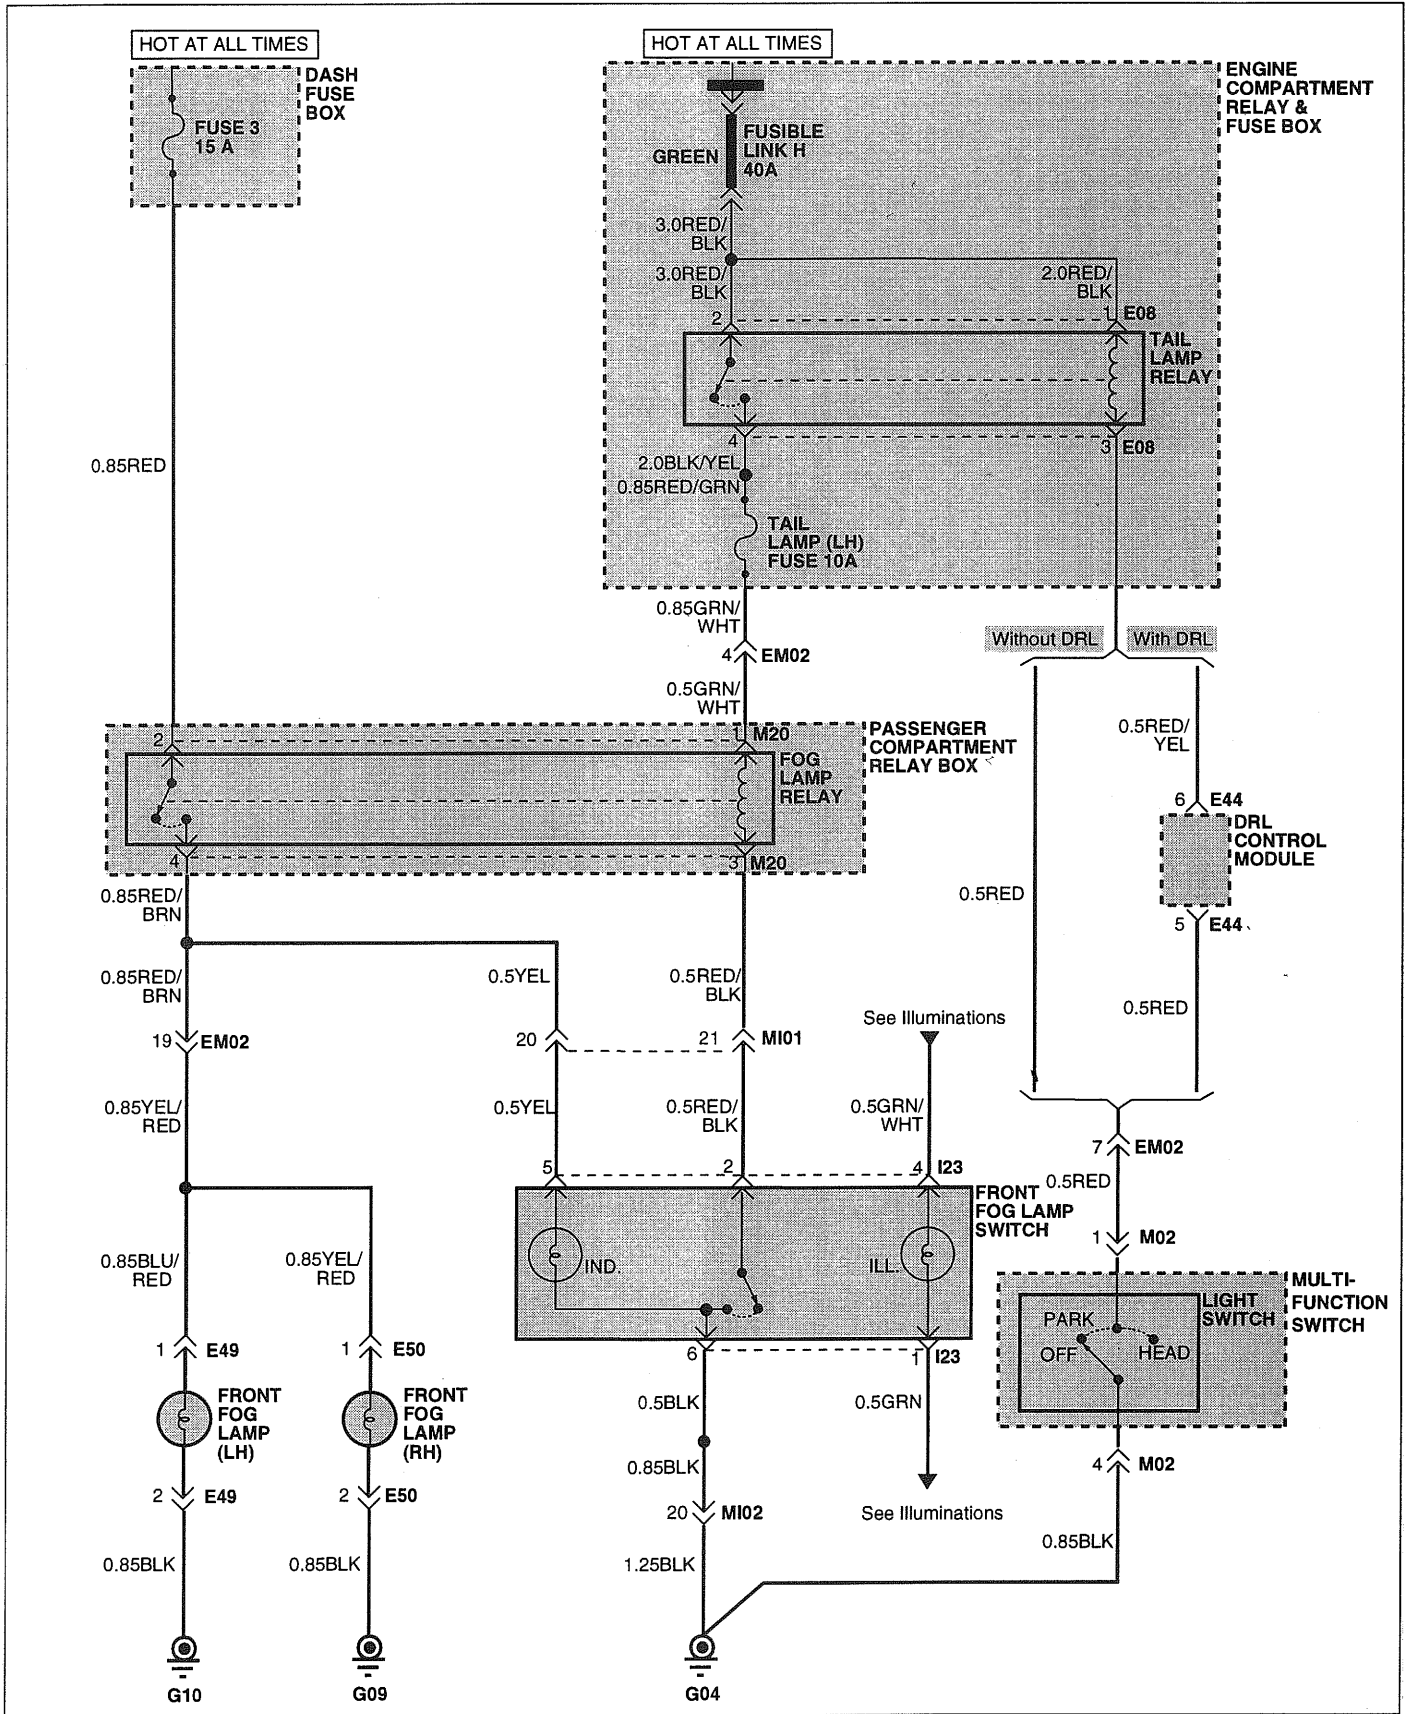 HOT AT ALL TIMES
HOT AT ALL TIMES
DASH
FUSE
BOX
FUSE 3
15 A
ENGINE
COMPARTMENT
RELAY &
FUSE BOX
GREEN
FUSIBLE
LINK H
40A
3.0RED/
BLK
3.0RED/
BLK
2.0RED/
BLK
2
1
E08
TAIL
LAMP
RELAY
4
3
E08
0.85RED
2.0BLK/YEL
0.85RED/GRN
TAIL
LAMP (LH)
FUSE 10A
0.85GRN/
WHT
4
EM02
0.5GRN/
WHT
Without DRL
With DRL
2
1
M20
PASSENGER
COMPARTMENT
RELAY BOX
FOG
LAMP
RELAY
4
3
M20
0.5RED/
YEL
6
E44
DRL
CONTROL
MODULE
5
E44
0.5RED
0.5RED
0.85RED/
BRN
0.85RED/
BRN
0.5YEL
0.5RED/
BLK
19
EM02
20
21
MI01
See Illuminations
0.85YEL/
RED
0.5YEL
0.5RED/
BLK
0.5GRN/
WHT
7
EM02
0.5RED
5
2
4
I23
FRONT
FOG LAMP
SWITCH
IND.
ILL.
1
M02
MULTI-
FUNCTION
SWITCH
LIGHT
SWITCH
PARK
OFF
HEAD
0.85BLU/
RED
0.85YEL/
RED
1
E49
1
E50
6
1
I23
FRONT
FOG
LAMP
(LH)
FRONT
FOG
LAMP
(RH)
0.5BLK
0.5GRN
0.85BLK
4
M02
2
E49
2
E50
20
MI02
See Illuminations
0.85BLK
0.85BLK
1.25BLK
0.85BLK
G10
G09
G04